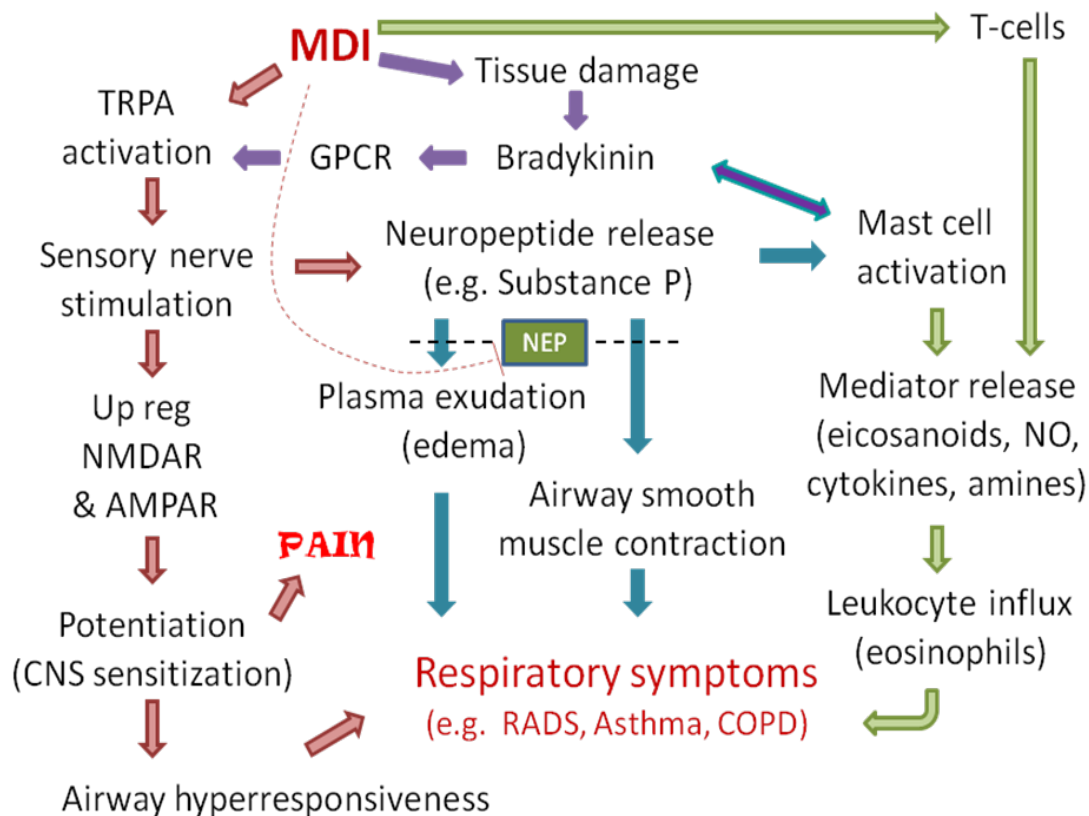 MDI
T-cells
Tissue damage
TRPA
activation
GPCR
Bradykinin
Mast cell
activation
Sensory nerve
stimulation
Neuropeptide release
(e.g. Substance P)
NEP
Plasma exudation
(edema)
Mediator release
(eicosanoids, NO,
cytokines, amines)
Up reg
NMDAR
& AMPAR
Airway smooth
muscle contraction
PAIN
Potentiation
(CNS sensitization)
Leukocyte influx
(eosinophils)
Respiratory symptoms
(e.g. RADS, Asthma, COPD)
Airway hyperresponsiveness